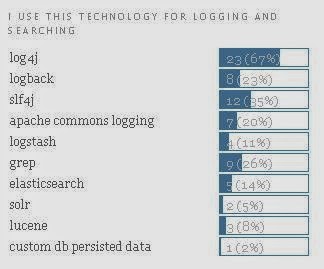 I USE THIS TECHNOLOGY FOR LOGGING AND
SEARCHING
log4j 23 (67%)
logback 8 (23%)
slf4j 12 (35%)
apache commons logging 7 (20%)
logstash 4 (11%)
grep 9 (26%)
elasticsearch 5 (14%)
solr 2 (5%)
lucene 3 (8%)
custom db persisted data 1 (2%)